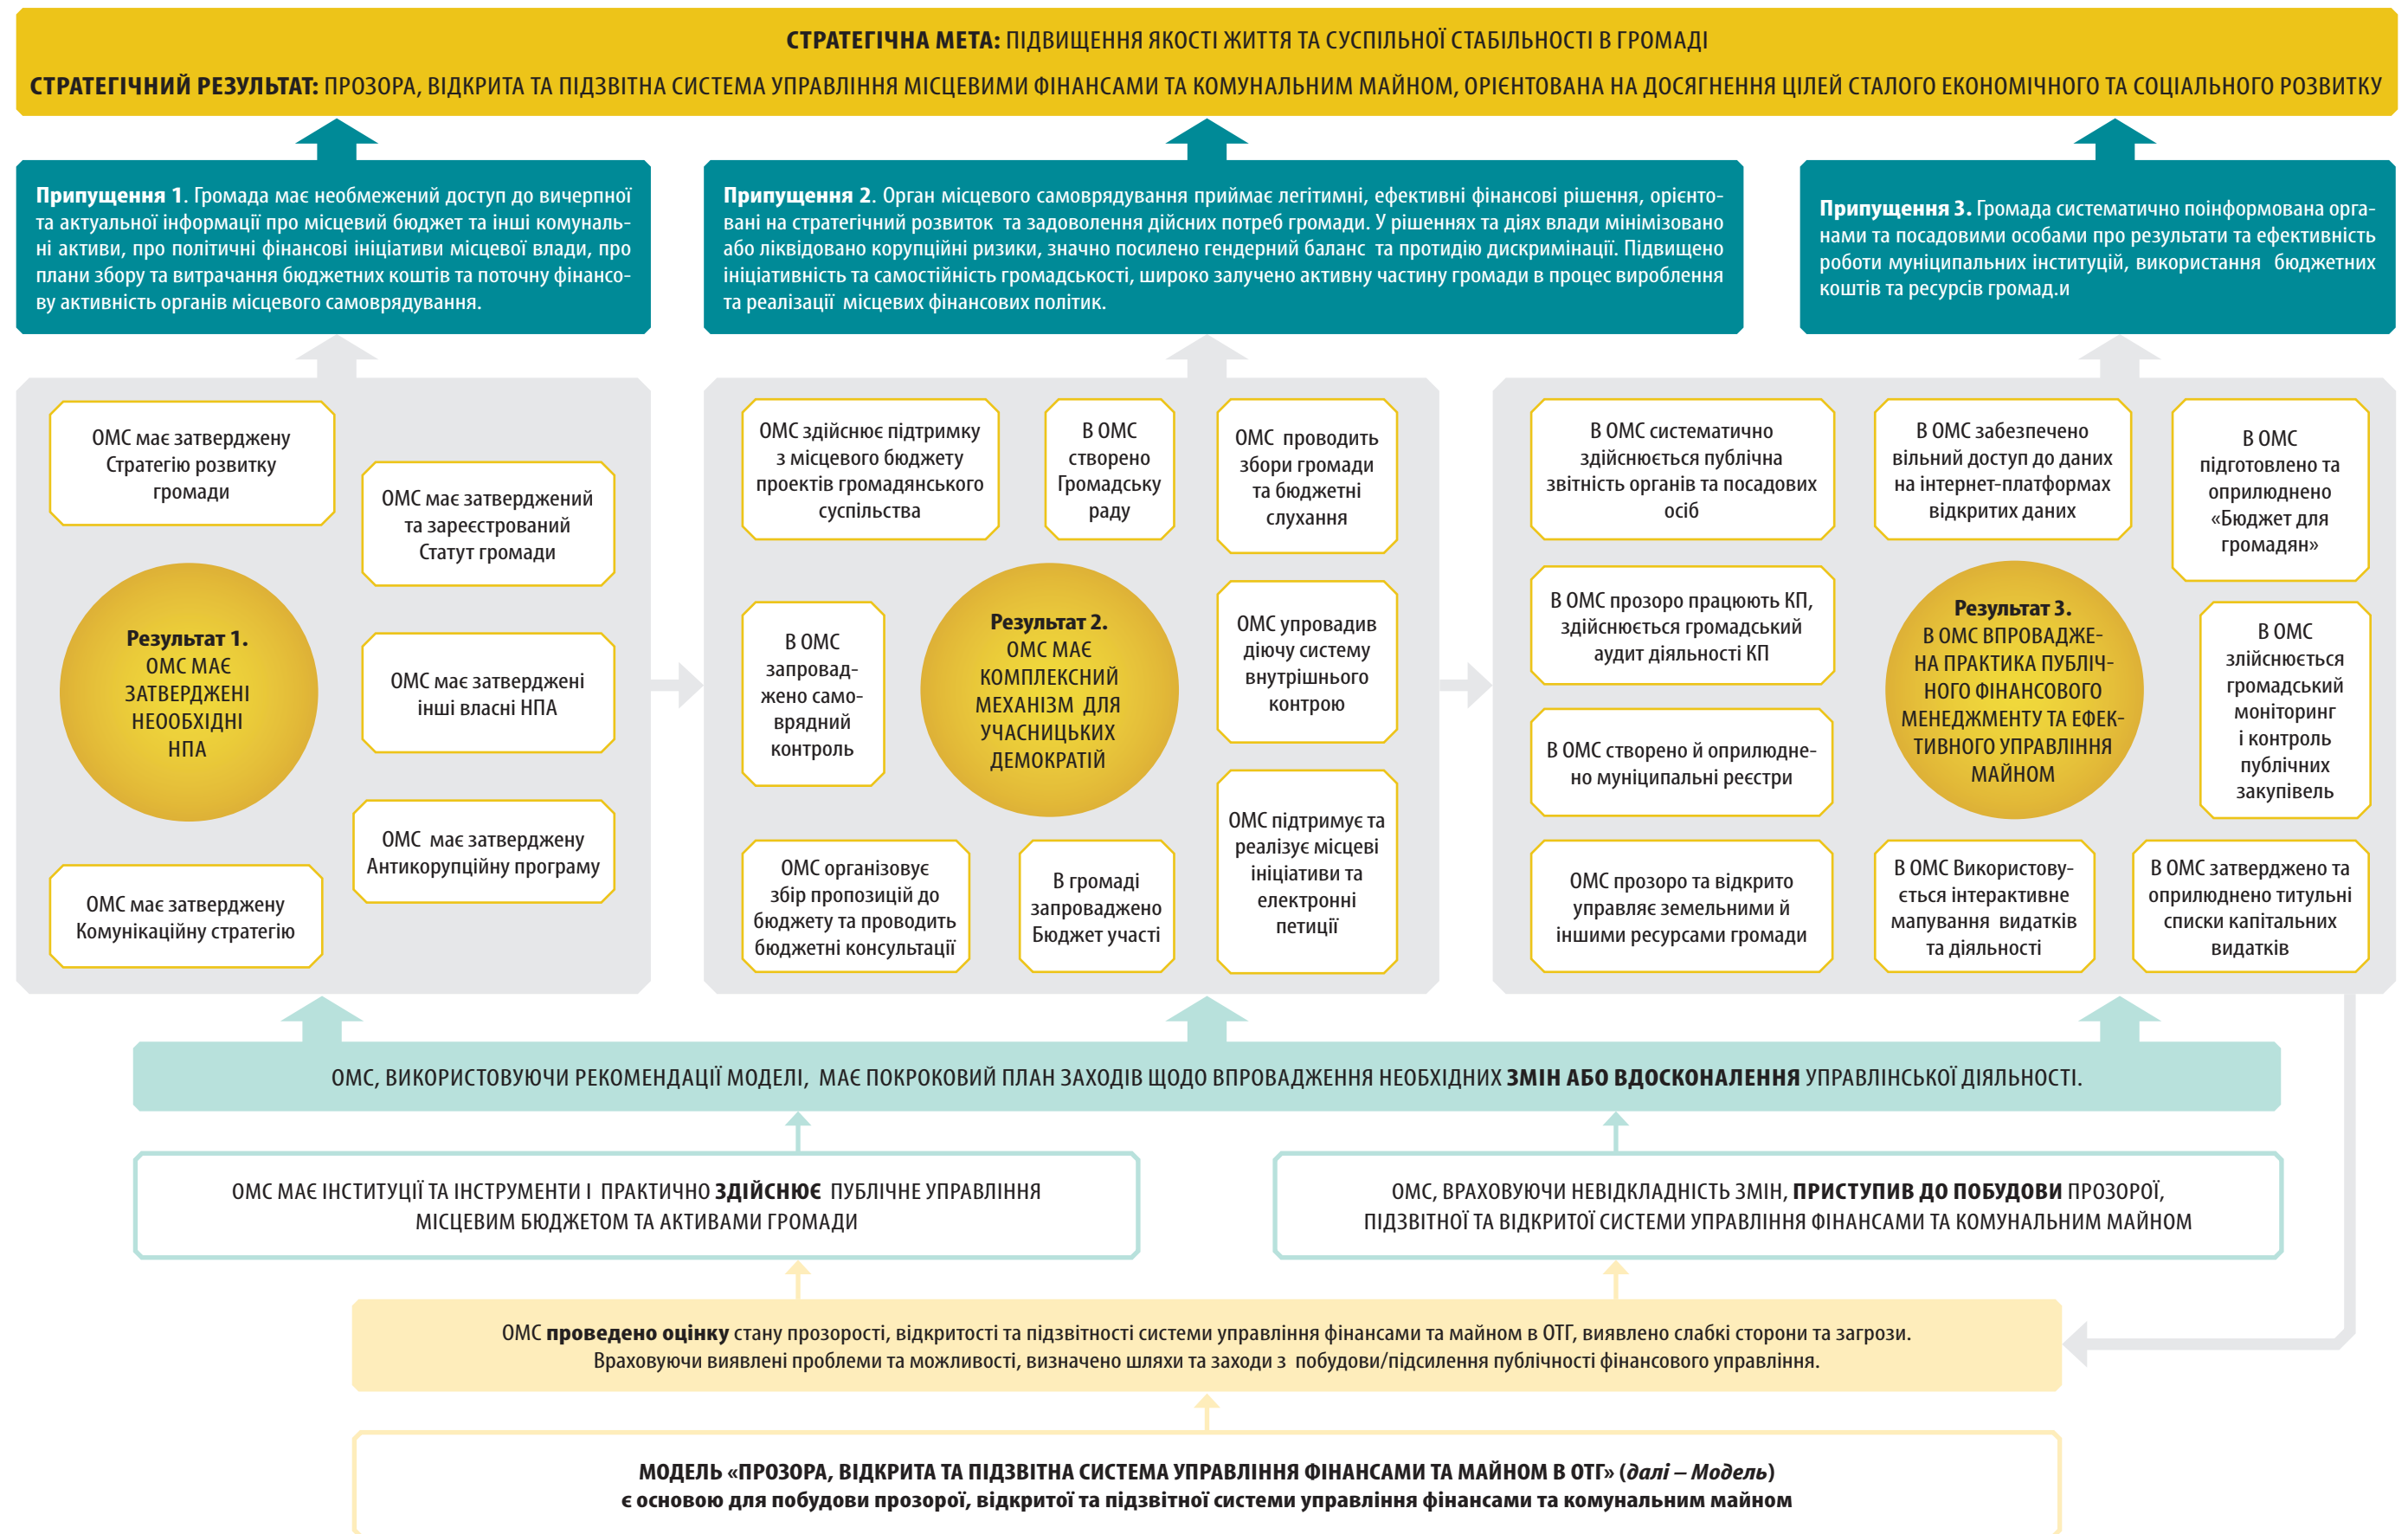 СТРАТЕГІЧНА МЕТА: ПІДВИЩЕННЯ ЯКОСТІ ЖИТТЯ ТА СУСПІЛЬНОЇ СТАБІЛЬНОСТІ В ГРОМАДІ
СТРАТЕГІЧНИЙ РЕЗУЛЬТАТ: ПРОЗОРА, ВІДКРИТА ТА ПІДЗВІТНА СИСТЕМА УПРАВЛІННЯ МІСЦЕВИМИ ФІНАНСАМИ ТА КОМУНАЛЬНИМ МАЙНОМ, ОРІЄНТОВАНА НА ДОСЯГНЕННЯ ЦІЛЕЙ СТАЛОГО ЕКОНОМІЧНОГО ТА СОЦІАЛЬНОГО РОЗВИТКУ
Припущення 1. Громада має необмежений доступ до вичерпної
та актуальної інформації про місцевий бюджет та інші комуналь-
ні активи, про політичні фінансові ініціативи місцевої влади, про
плани збору та витрачання бюджетних коштів та поточну фінансо-
ву активність органів місцевого самоврядування.
Припущення 2. Орган місцевого самоврядування приймає легітимні, ефективні фінансові рішення, орієнто-
вані на стратегічний розвиток та задоволення дійсних потреб громади. У рішеннях та діях влади мінімізовано
або ліквідовано корупційні ризики, значно посилено гендерний баланс та протидію дискримінації. Підвищено
ініціативність та самостійність громадськості, широко залучено активну частину громади в процес вироблення
та реалізації місцевих фінансових політик.
Припущення 3. Громада систематично поінформована орга-
нами та посадовими особами про результати та ефективність
роботи муніципальних інституцій, використання бюджетних
коштів та ресурсів громад.и
ОМС має затверджену
Стратегію розвитку
громади
ОМС має затверджений
та зареєстрований
Статут громади
Результат 1.
ОМС МАЄ
ЗАТВЕРДЖЕНІ
НЕООБХІДНІ
НПА
ОМС має затверджені
інші власні НПА
ОМС має затверджену
Антикорупційну програму
ОМС має затверджену
Комунікаційну стратегію
ОМС здійснює підтримку
з місцевого бюджету
проектів громадянського
суспільства
В ОМС
створено
Громадську
раду
ОМС проводить
збори громади
та бюджетні
слухання
В ОМС
запровад-
жено само-
врядний
контроль
Результат 2.
ОМС МАЄ
КОМПЛЕКСНИЙ
МЕХАНІЗМ ДЛЯ
УЧАСНИЦЬКИХ
ДЕМОКРАТІЙ
ОМС упровадив
діючу систему
внутрішнього
контрою
ОМС організовує
збір пропозицій до
бюджету та проводить
бюджетні консультації
В громаді
запроваджено
Бюджет участі
ОМС підтримує та
реалізує місцеві
ініціативи та
електронні
петиції
В ОМС систематично
здійснюється публічна
звітність органів та посадових
осіб
В ОМС забезпечено
вільний доступ до даних
на інтернет-платформах
відкритих даних
В ОМС
підготовлено та
оприлюднено
«Бюджет для
громадян»
В ОМС прозоро працюють КП,
здійснюється громадський
аудит діяльності КП
Результат 3.
В ОМС ВПРОВАДЖЕ-
НА ПРАКТИКА ПУБЛІЧ-
НОГО ФІНАНСОВОГО
МЕНЕДЖМЕНТУ ТА ЕФЕК-
ТИВНОГО УПРАВЛІННЯ
МАЙНОМ
В ОМС
злійснюється
громадський
моніторинг
і контроль
публічних
закупівель
В ОМС створено й оприлюдне-
но муніципальні реєстри
ОМС прозоро та відкрито
управляє земельними й
іншими ресурсами громади
В ОМС Використову-
ється інтерактивне
мапування видатків
та діяльності
В ОМС затверджено та
оприлюднено титульні
списки капітальних
видатків
ОМС, ВИКОРИСТОВУЮЧИ РЕКОМЕНДАЦІЇ МОДЕЛІ, МАЄ ПОКРОКОВИЙ ПЛАН ЗАХОДІВ ЩОДО ВПРОВАДЖЕННЯ НЕОБХІДНИХ ЗМІН АБО ВДОСКОНАЛЕННЯ УПРАВЛІНСЬКОЇ ДІЯЛЬНОСТІ.
ОМС МАЄ ІНСТИТУЦІЇ ТА ІНСТРУМЕНТИ І ПРАКТИЧНО ЗДІЙСНЮЄ ПУБЛІЧНЕ УПРАВЛІННЯ
МІСЦЕВИМ БЮДЖЕТОМ ТА АКТИВАМИ ГРОМАДИ
ОМС, ВРАХОВУЮЧИ НЕВІДКЛАДНІСТЬ ЗМІН, ПРИСТУПИВ ДО ПОБУДОВИ ПРОЗОРОЇ,
ПІДЗВІТНОЇ ТА ВІДКРИТОЇ СИСТЕМИ УПРАВЛІННЯ ФІНАНСАМИ ТА КОМУНАЛЬНИМ МАЙНОМ
ОМС проведено оцінку стану прозорості, відкритості та підзвітності системи управління фінансами та майном в ОТГ, виявлено слабкі сторони та загрози.
Враховуючи виявлені проблеми та можливості, визначено шляхи та заходи з побудови/підсилення публічності фінансового управління.
МОДЕЛЬ «ПРОЗОРА, ВІДКРИТА ТА ПІДЗВІТНА СИСТЕМА УПРАВЛІННЯ ФІНАНСАМИ ТА МАЙНОМ В ОТГ» (далі – Модель)
є основою для побудови прозорої, відкритої та підзвітної системи управління фінансами та комунальним майном